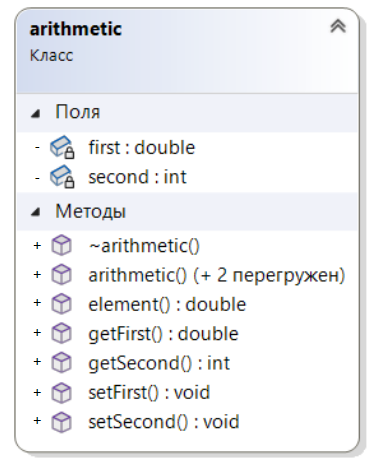 arithmetic
Класс
Поля
- first : double
- second : int
Методы
+ ~arithmetic()
+ arithmetic() (+ 2 перегружен)
+ element() : double
+ getFirst() : double
+ getSecond() : int
+ setFirst() : void
+ setSecond() : void